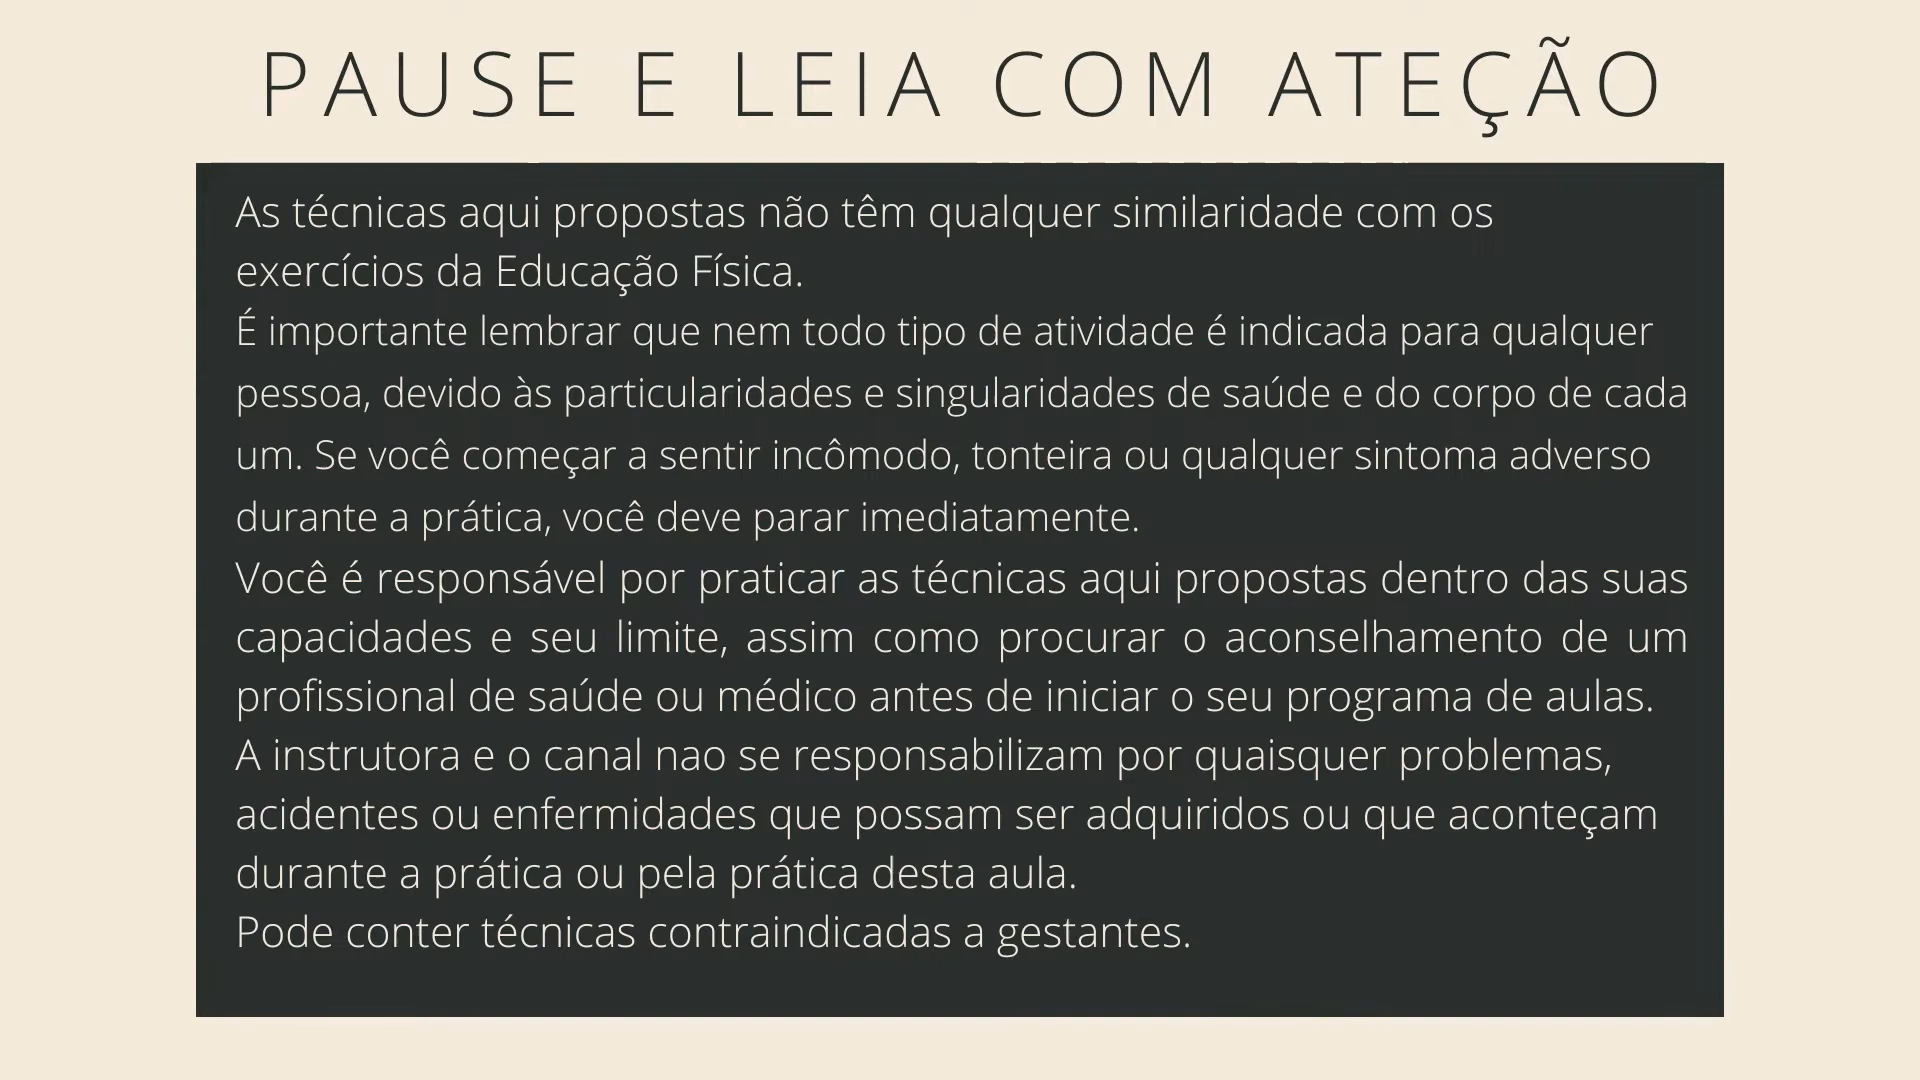 PAUSE E LEIA COM ATEÇÃO
As técnicas aqui propostas não têm qualquer similaridade com os
exercícios da Educação Física.
É importante lembrar que nem todo tipo de atividade é indicada para qualquer
pessoa, devido às particularidades e singularidades de saúde e do corpo de cada
um. Se você começar a sentir incômodo, tonteira ou qualquer sintoma adverso
durante a prática, você deve parar imediatamente.
Você é responsável por praticar as técnicas aqui propostas dentro das suas
capacidades e seu limite, assim como procurar o aconselhamento de um
profissional de saúde ou médico antes de iniciar o seu programa de aulas.
A instrutora e o canal nao se responsabilizam por quaisquer problemas,
acidentes ou enfermidades que possam ser adquiridos ou que aconteçam
durante a prática ou pela prática desta aula.
Pode conter técnicas contraindicadas a gestantes.